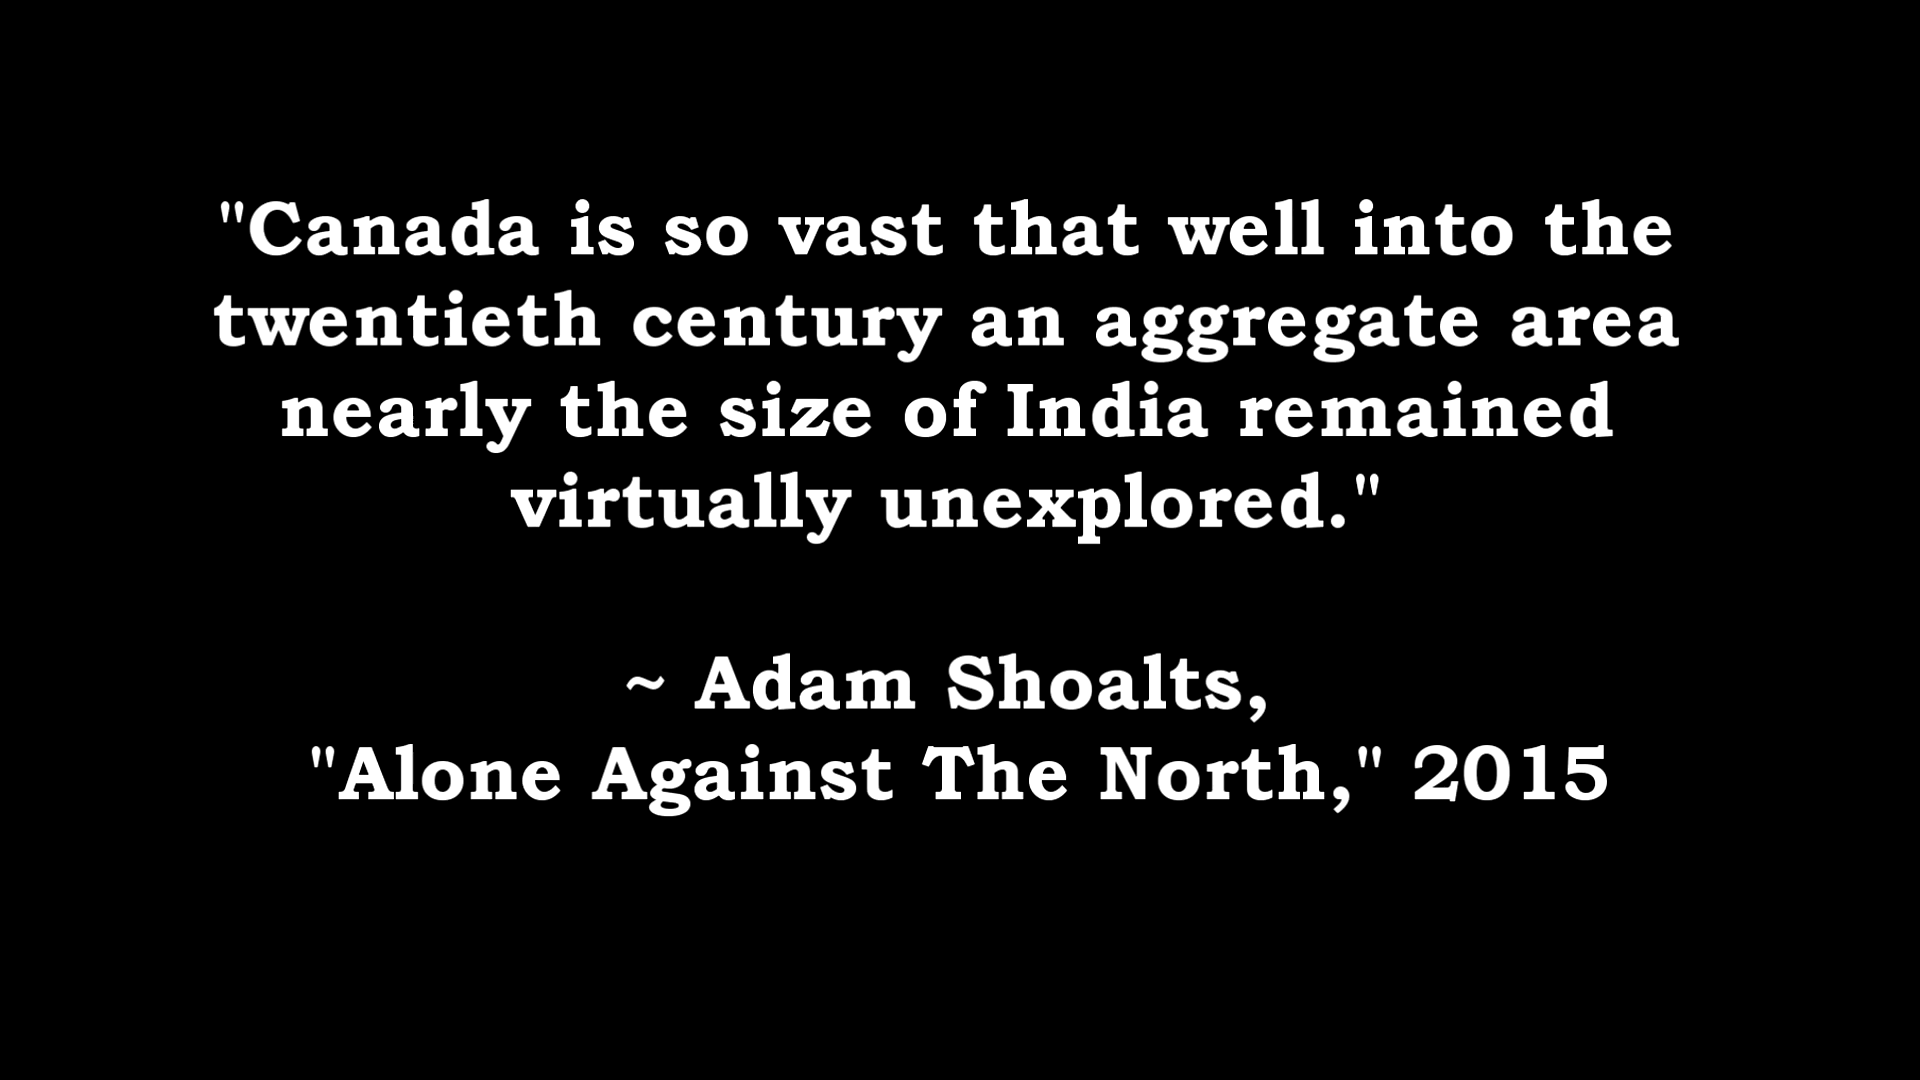 "Canada is so vast that well into the
twentieth century an aggregate area
nearly the size of India remained
virtually unexplored."
~ Adam Shoalts,
"Alone Against The North," 2015